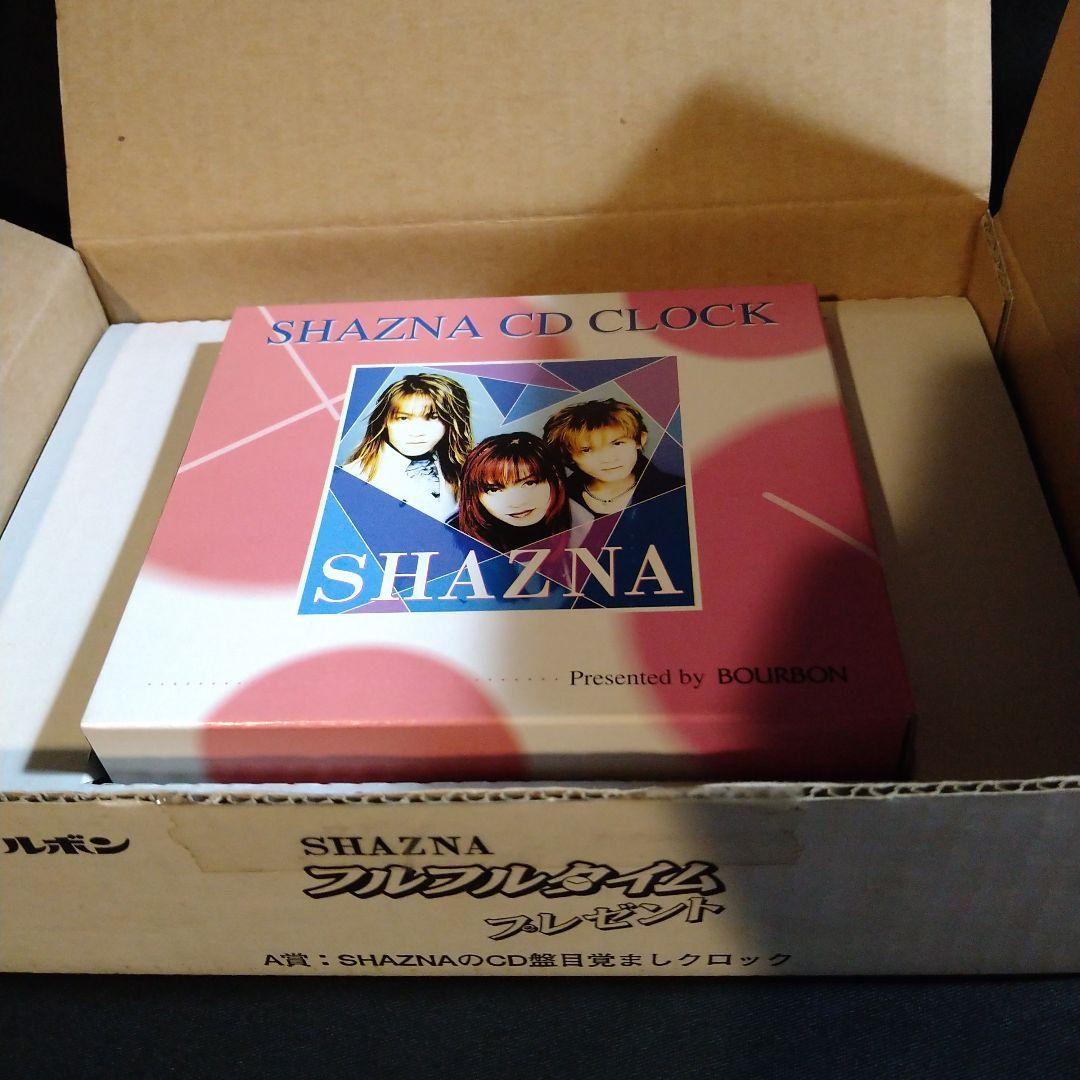 SHAZNA CD CLOCK
SHAZNA
Presented by BOURBON
ルボン
SHAZNA
フルフルタイム
プレゼント
A賞：SHAZNAのCD盤目覚ましクロック